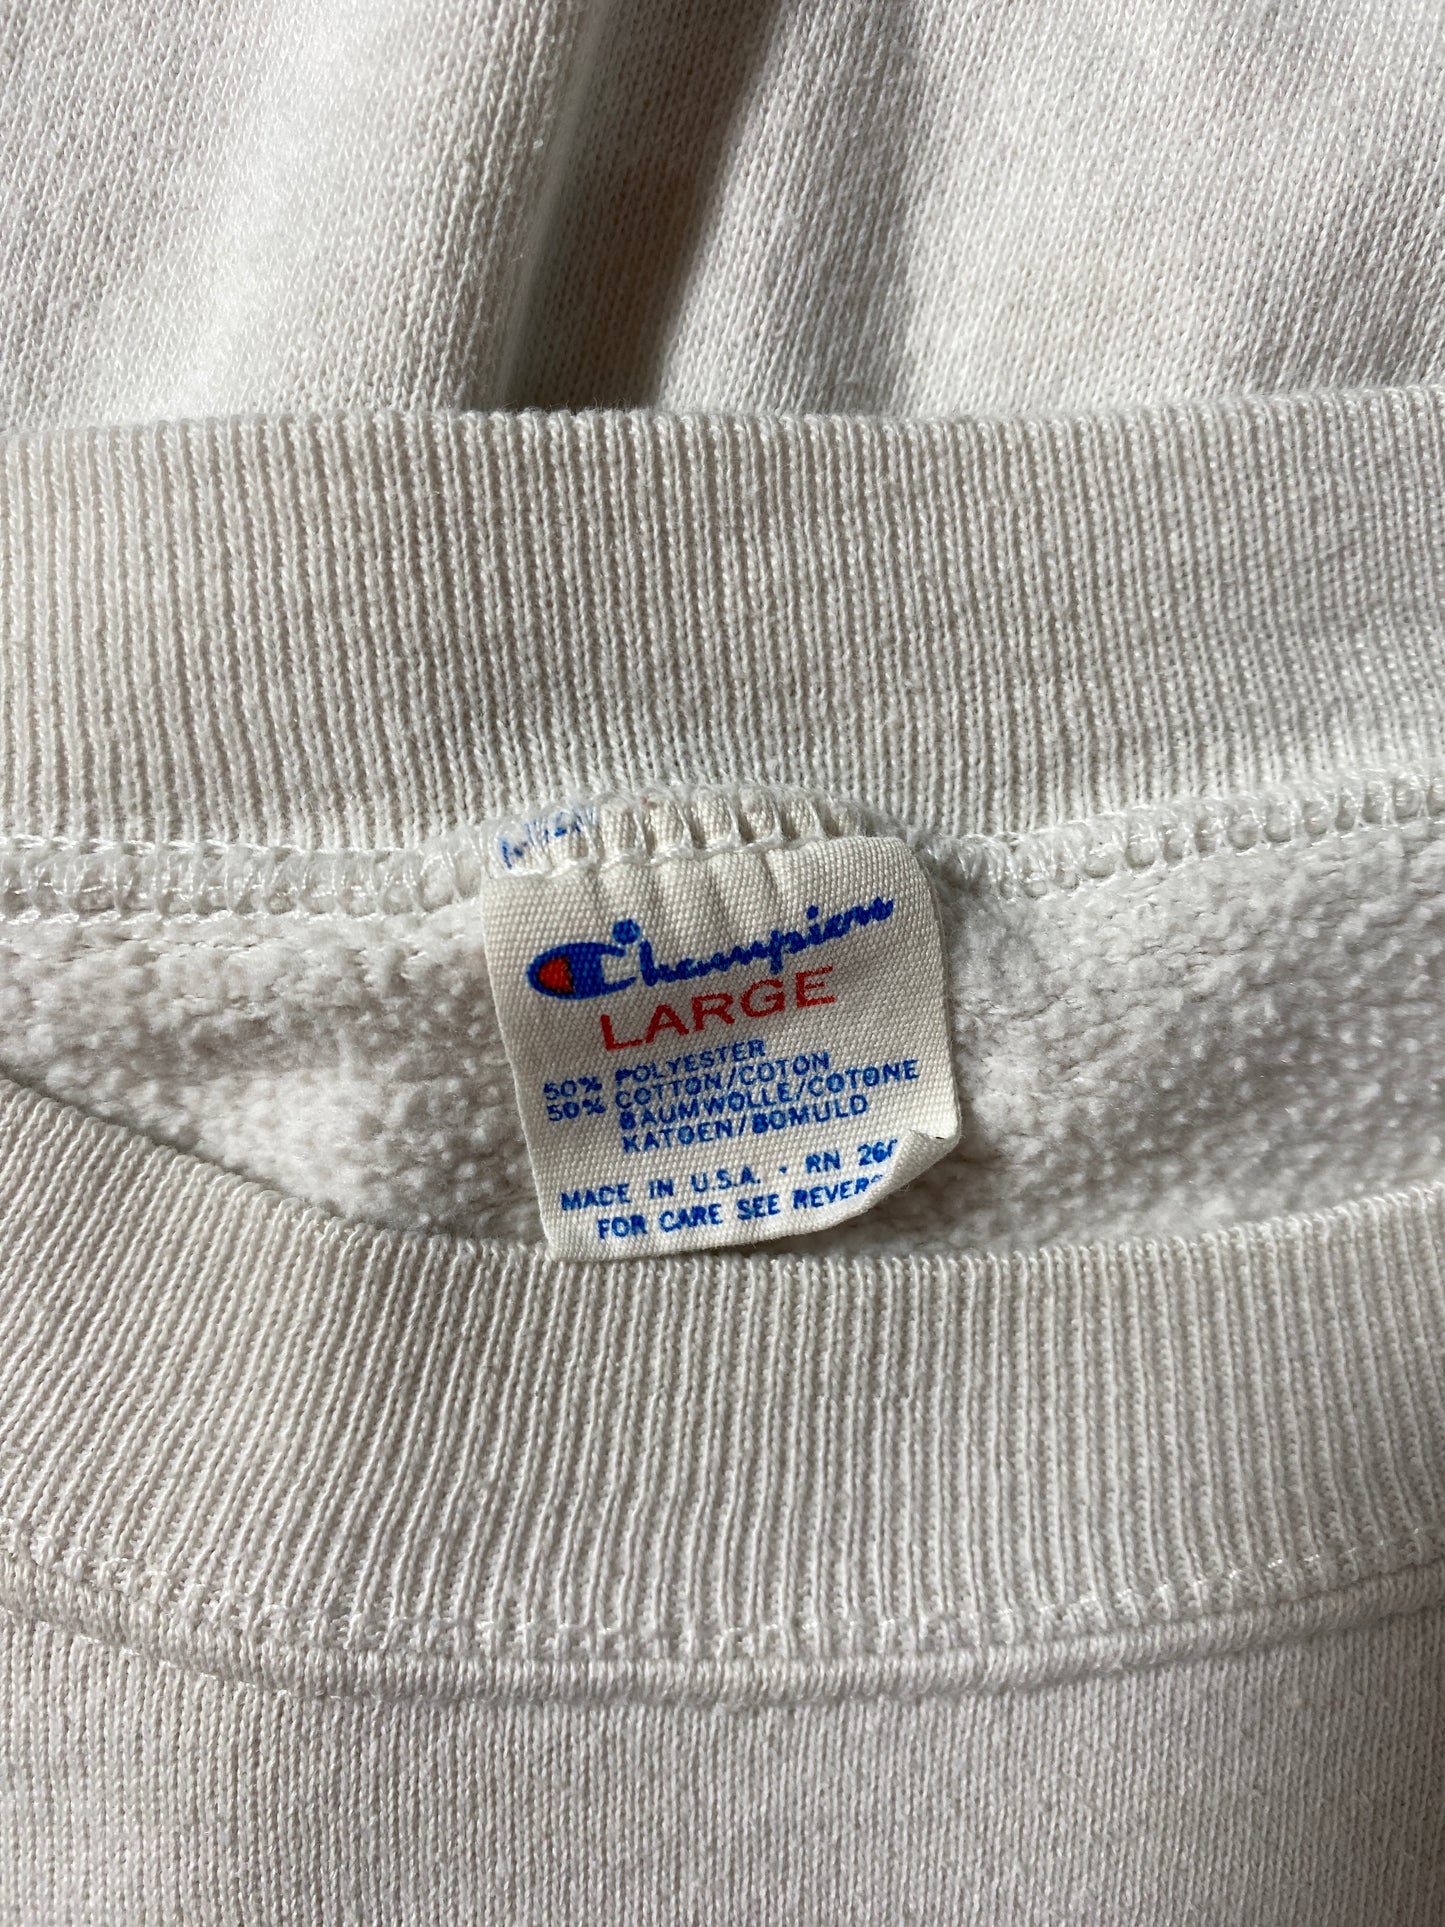 Champion
LARGE
50% POLYESTER
50% COTTON/COTON
BAUMWOLLE/COTONE
KATOEN/BOMULD
MADE IN U.S.A. · RN 26
FOR CARE SEE REVERS